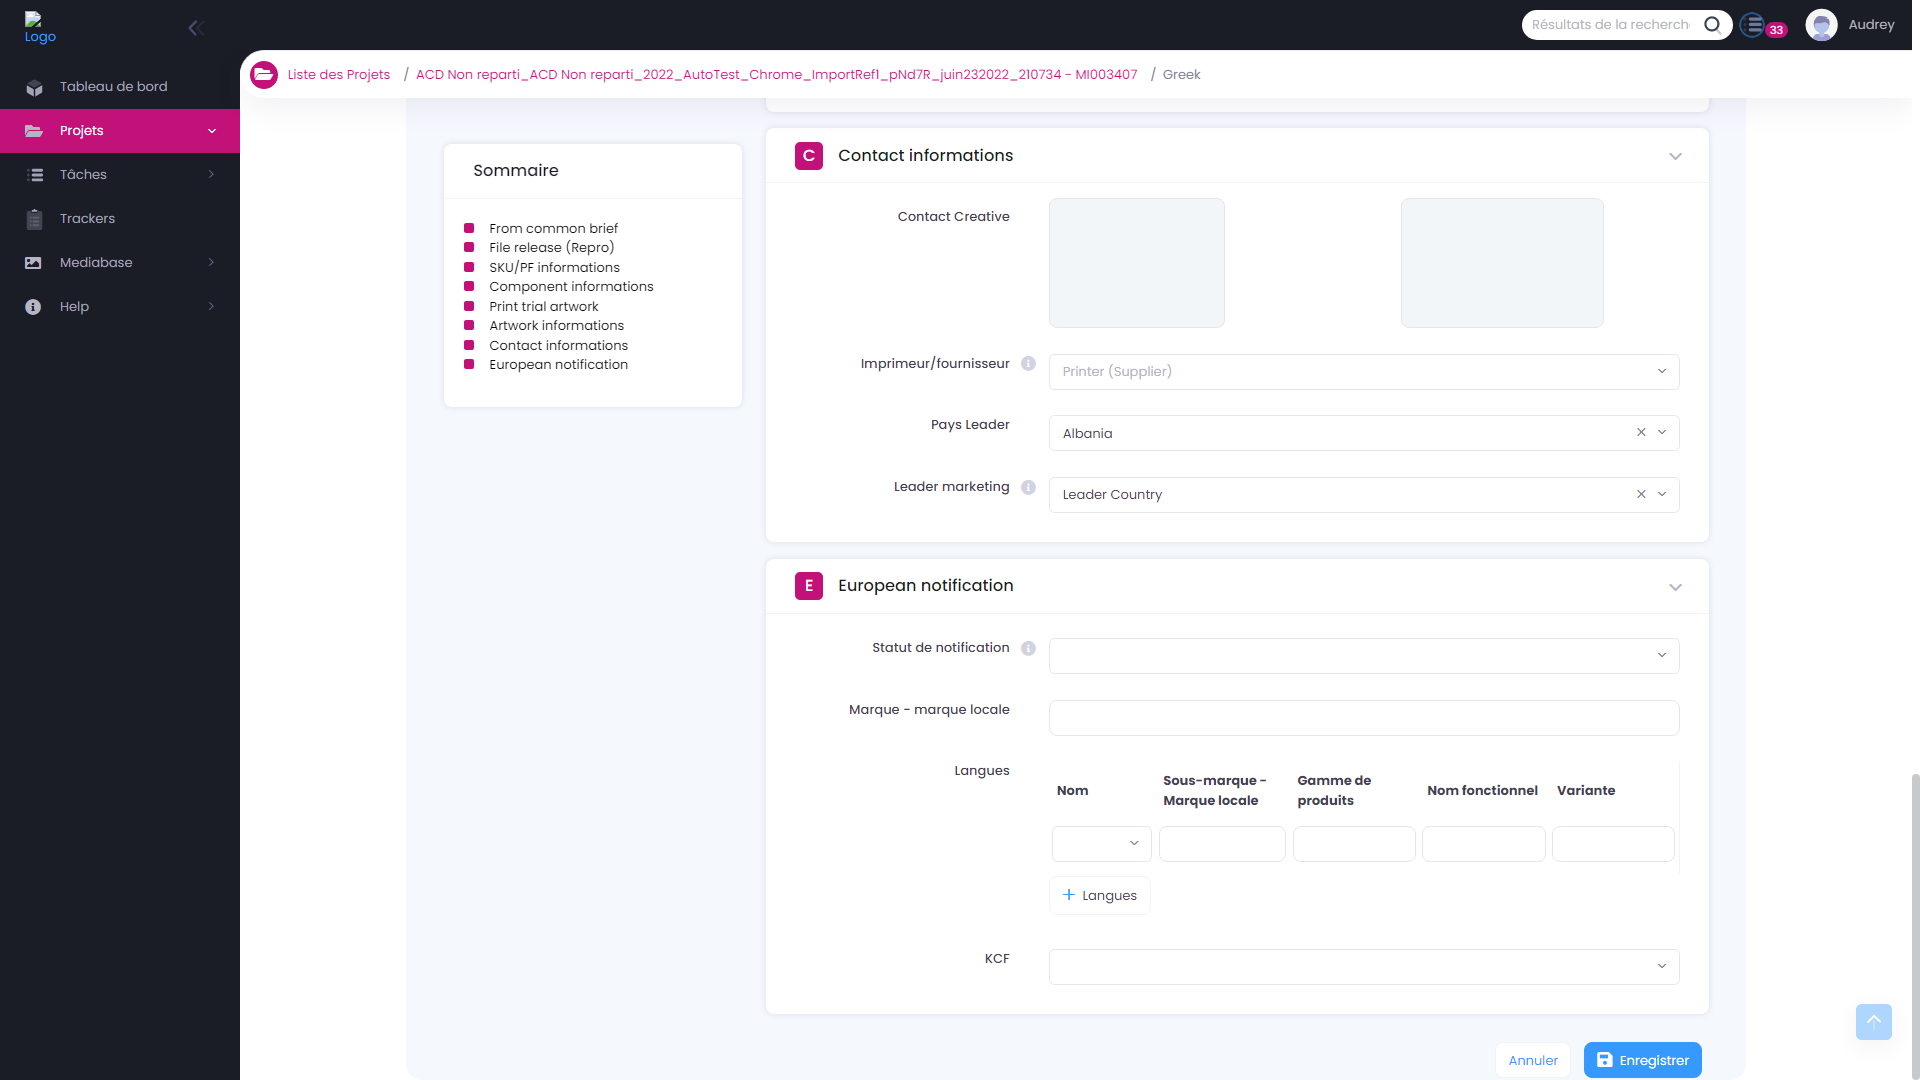 Logo
Résultats de la recherch
33
Audrey
Liste des Projets / ACD Non reparti_ACD Non reparti_2022_AutoTest_Chrome_ImportRef1_pNd7R_juin232022_210734 - MI003407 / Greek
Tableau de bord
Projets
Tâches
Trackers
Mediabase
Help
Sommaire
From common brief
File release (Repro)
SKU/PF informations
Component informations
Print trial artwork
Artwork informations
Contact informations
European notification
C Contact informations
Contact Creative
Imprimeur/fournisseur
Printer (Supplier)
Pays Leader
Albania
Leader marketing
Leader Country
E European notification
Statut de notification
Marque - marque locale
Langues
Nom
Sous-marque -
Marque locale
Gamme de
produits
Nom fonctionnel
Variante
Langues
KCF
Annuler
Enregistrer